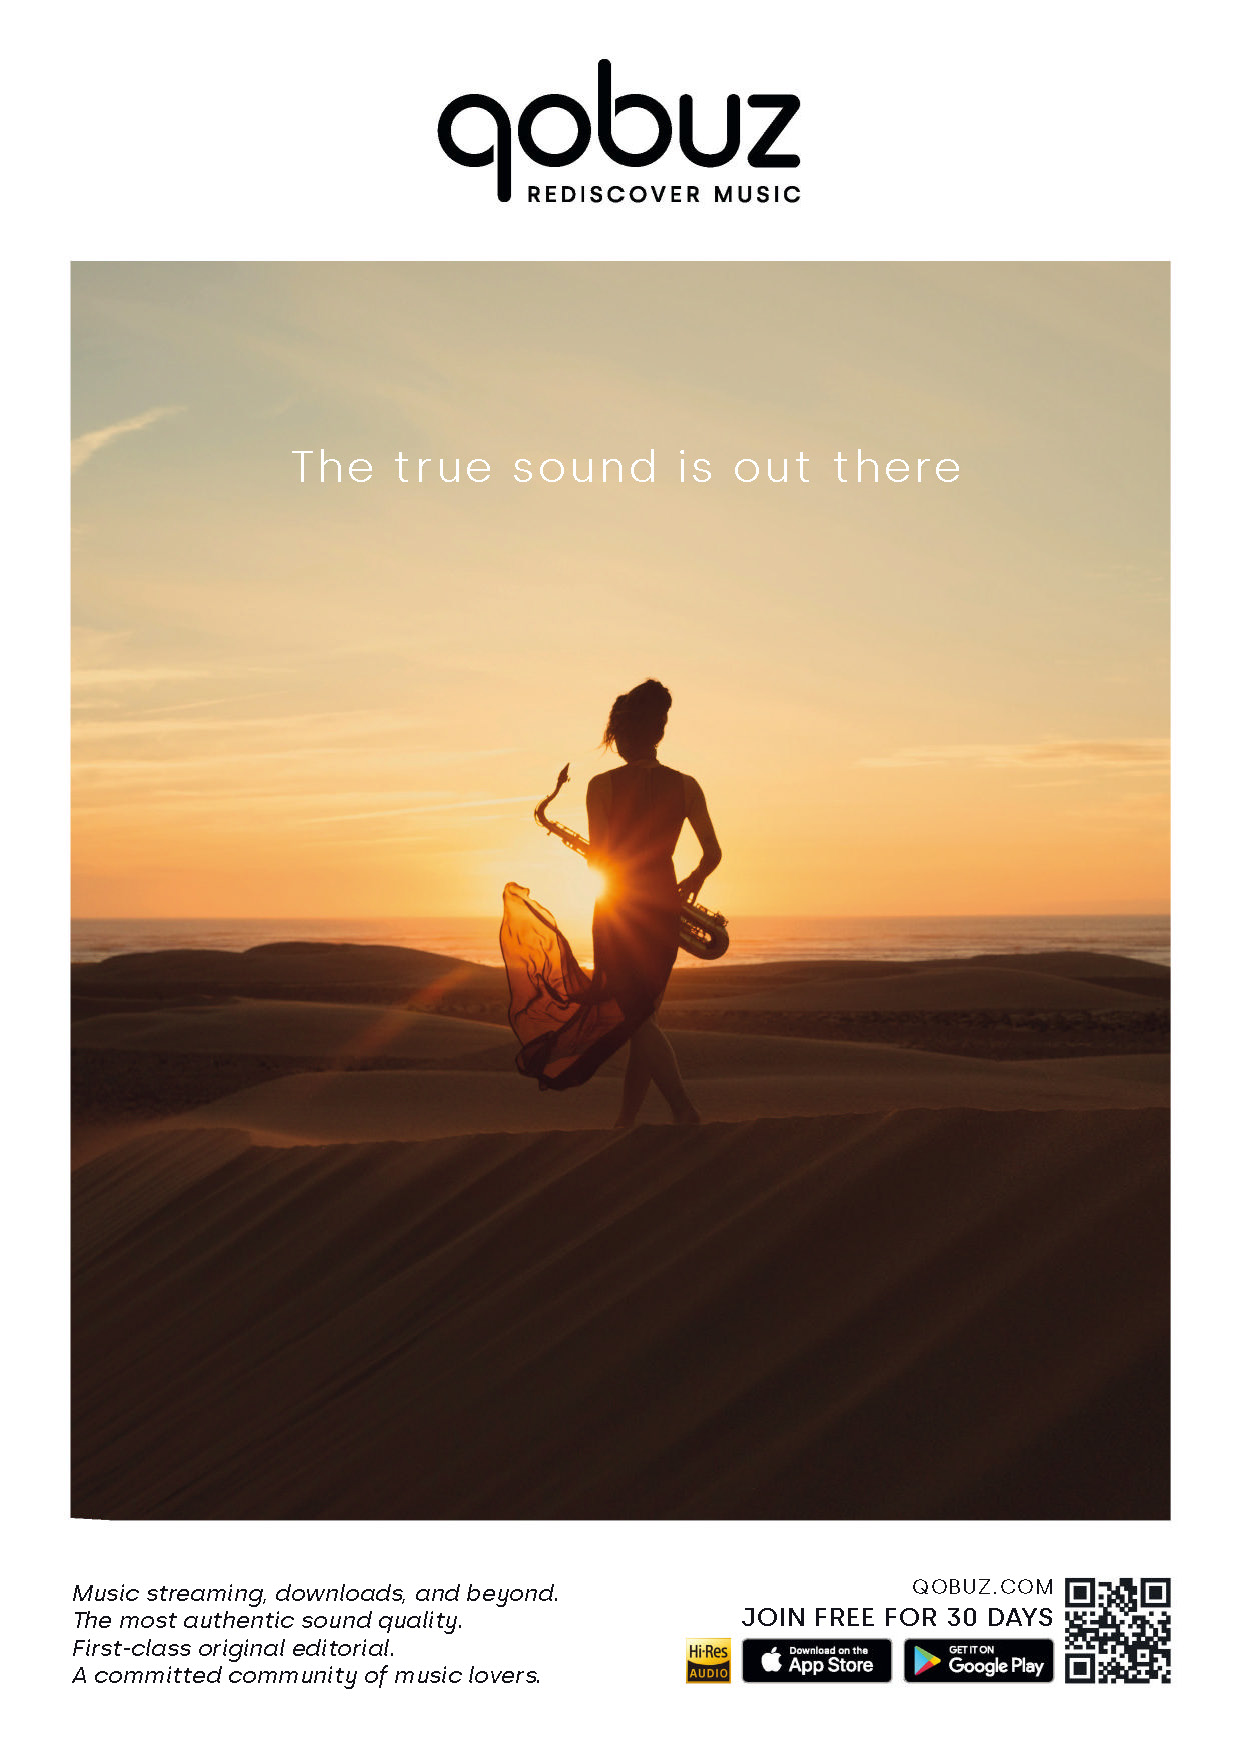 qobuz
REDISCOVER MUSIC
The true sound is out there
Music streaming, downloads, and beyond.
The most authentic sound quality.
First-class original editorial.
A committed community of music lovers.
QOBUZ.COM
JOIN FREE FOR 30 DAYS
Hi-Res
AUDIO
Download on the
App Store
GET IT ON
Google Play